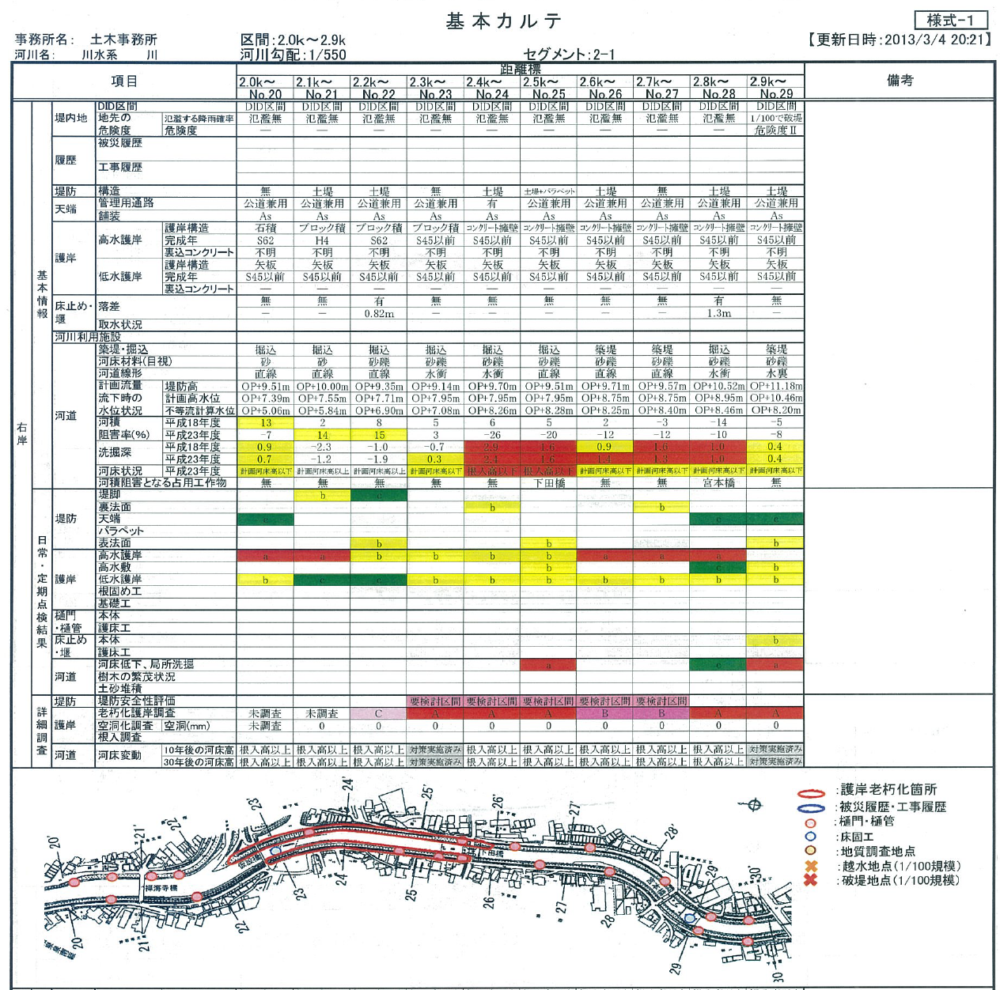 基本カルテ
様式-1
事務所名： 土木事務所
区間：2.0k～2.9k
【更新日時：2013/3/4 20:21】
河川名： 川水系 川
河川勾配：1/550
セグメント：2-1
項目
距離標
備考
2.0k～ 2.1k～ 2.2k～ 2.3k～ 2.4k～ 2.5k～ 2.6k～ 2.7k～ 2.8k～ 2.9k～
No.20 No.21 No.22 No.23 No.24 No.25 No.26 No.27 No.28 No.29
右岸
基本情報
堤内地 DID区間 DID区間 DID区間 DID区間 DID区間 DID区間 DID区間 DID区間 DID区間 DID区間 DID区間
地先の 氾濫する降雨確率 氾濫無 氾濫無 氾濫無 氾濫無 氾濫無 氾濫無 氾濫無 氾濫無 氾濫無 1/100で破堤
危険度 危険度 ― ― ― ― ― ― ― ― ― 危険度Ⅱ
履歴 被災履歴
工事履歴
堤防 構造 無 土堤 土堤 無 土堤 土堤+パラペット 土堤 無 土堤 土堤
天端 管理用通路 公道兼用 公道兼用 公道兼用 公道兼用 有 公道兼用 公道兼用 公道兼用 公道兼用 公道兼用
舗装 As As As As As As As As As As
護岸 高水護岸 護岸構造 石積 ブロック積 ブロック積 ブロック積 コンクリート擁壁 コンクリート擁壁 コンクリート擁壁 コンクリート擁壁 コンクリート擁壁 コンクリート擁壁
完成年 S62 H4 S62 S45以前 S45以前 S45以前 S45以前 S45以前 S45以前 S45以前
裏込コンクリート 不明 不明 不明 不明 不明 不明 不明 不明 不明 不明
低水護岸 護岸構造 矢板 矢板 矢板 矢板 矢板 矢板 矢板 矢板 矢板 矢板
完成年 S45以前 S45以前 S45以前 S45以前 S45以前 S45以前 S45以前 S45以前 S45以前 S45以前
裏込コンクリート ― ― ― ― ― ― ― ― ― ―
床止め・堰 落差 無 無 有 無 無 無 無 無 有 無
― ― 0.82m ― ― ― ― ― 1.3m ―
取水状況
河川利用施設
河道 築堤・掘込 掘込 掘込 掘込 掘込 掘込 掘込 築堤 築堤 掘込 築堤
河床材料(目視) 砂 砂 砂礫 砂礫 砂礫 砂礫 砂礫 砂礫 砂礫 砂礫
河道線形 直線 直線 直線 水衝 水衝 直線 直線 直線 水衝 水裏
計画流量 堤防高 OP+9.51m OP+10.00m OP+9.35m OP+9.14m OP+9.70m OP+9.51m OP+9.71m OP+9.57m OP+10.52m OP+11.18m
流下時の 計画高水位 OP+7.39m OP+7.55m OP+7.71m OP+7.95m OP+7.95m OP+7.95m OP+8.75m OP+8.75m OP+8.95m OP+10.46m
水位状況 不等流計算水位 OP+5.06m OP+5.84m OP+6.90m OP+7.08m OP+8.26m OP+8.28m OP+8.25m OP+8.40m OP+8.46m OP+8.20m
河積 平成18年度 13 2 8 5 6 5 2 -3 -14 -5
阻害率(%) 平成23年度 -7 14 15 3 -26 -20 -12 -12 -10 -8
洗掘深 平成18年度 0.9 -2.3 -1.0 -0.7 2.9 1.6 0.9 1.6 1.0 0.4
平成23年度 0.7 -1.2 -1.9 0.3 2.4 1.6 1.4 1.3 1.0 0.4
河床状況 平成23年度 計画河床高以下 計画河床高以上 計画河床高以上 計画河床高以下 根入高以下 根入高以下 計画河床高以下 計画河床高以下 計画河床高以下 計画河床高以下
河積阻害となる占用工作物 無 無 無 無 無 下田橋 無 無 宮本橋 無
日常・定期点検結果
堤防 堤脚 b c
裏法面 b b
天端 c c c
パラペット
表法面 b b b
護岸 高水護岸 a a b b b b a a a
高水敷 b c b
低水護岸 b c c b b b b b b b
根固め工
基礎工
樋門・樋管 本体
護床工
床止め・堰 本体 b
護床工
河道 河床低下、局所洗掘 a c a
樹木の繁茂状況
土砂堆積
詳細調査
堤防 堤防安全性評価 要検討区間 要検討区間 要検討区間 要検討区間 要検討区間
護岸 老朽化護岸調査 未調査 未調査 C A A A B B A A
空洞化調査 空洞(mm) 未調査 0 0 0 0 0 0 0 0 0
根入調査
河道 河床変動 10年後の河床高 根入高以上 根入高以上 根入高以上 対策実施済み 根入高以上 根入高以上 根入高以上 根入高以上 根入高以上 対策実施済み
30年後の河床高 根入高以上 根入高以上 根入高以上 対策実施済み 根入高以上 根入高以上 根入高以上 根入高以上 根入高以上 対策実施済み
20' 21' 22' 23' 24' 25' 26' 27' 28' 29' 30'
禅海寺橋
下田橋
宮本橋
20 21 22 23 24 25 26 27 28 29 30
：護岸老朽化箇所
：被災履歴・工事履歴
：樋門・樋管
：床固工
：地質調査地点
：越水地点(1/100規模)
：破堤地点(1/100規模)